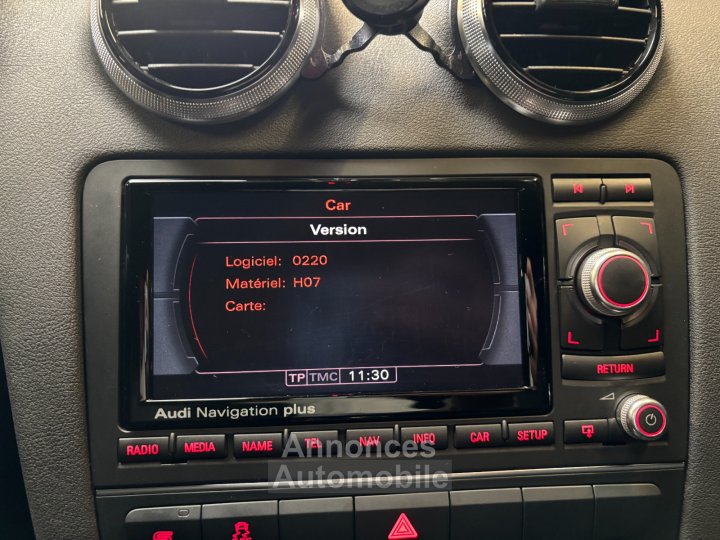 Car
Version
Logiciel: 0220
Matériel: H07
Carte:
TP TMC 11:30
Audi Navigation plus
RETURN
RADIO MEDIA NAME TEL NAV INFO CAR SETUP
Annonces
Automobile